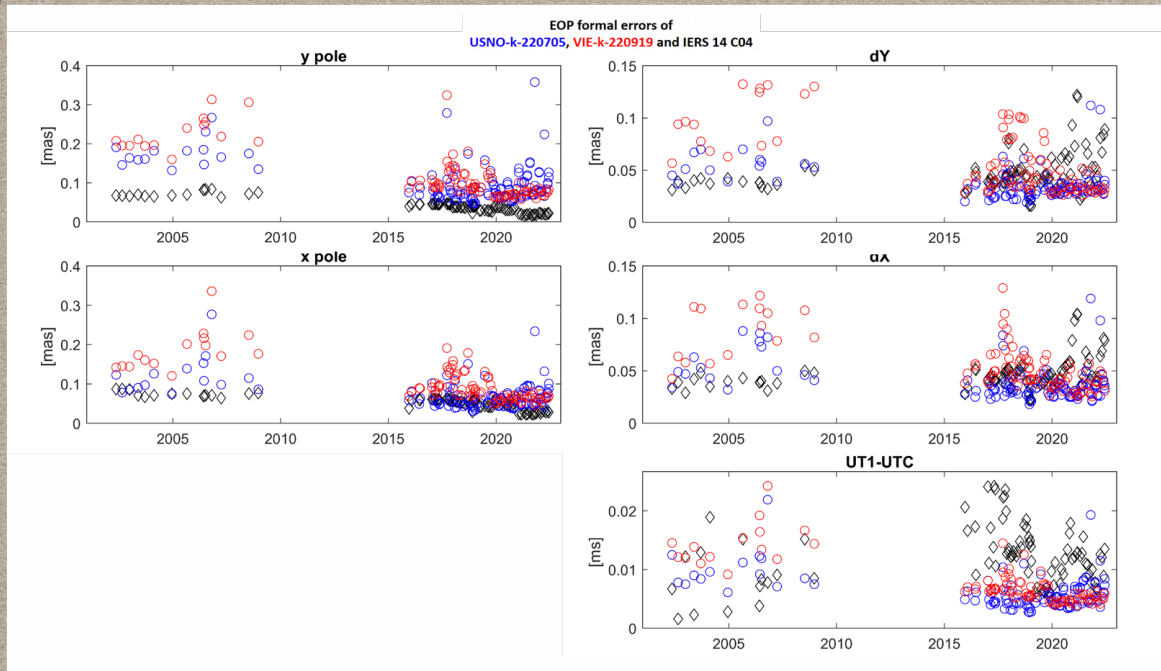 EOP formal errors of
USNO-k-220705, VIE-k-220919 and IERS 14 C04
y pole
0.4
0.3
0.2
0.1
0
[mas]
2005 2010 2015 2020
dY
0.15
0.1
0.05
0
[mas]
2005 2010 2015 2020
x pole
0.4
0.3
0.2
0.1
0
[mas]
2005 2010 2015 2020
dX
0.15
0.1
0.05
0
[mas]
2005 2010 2015 2020
UT1-UTC
0.02
0.01
0
[ms]
2005 2010 2015 2020